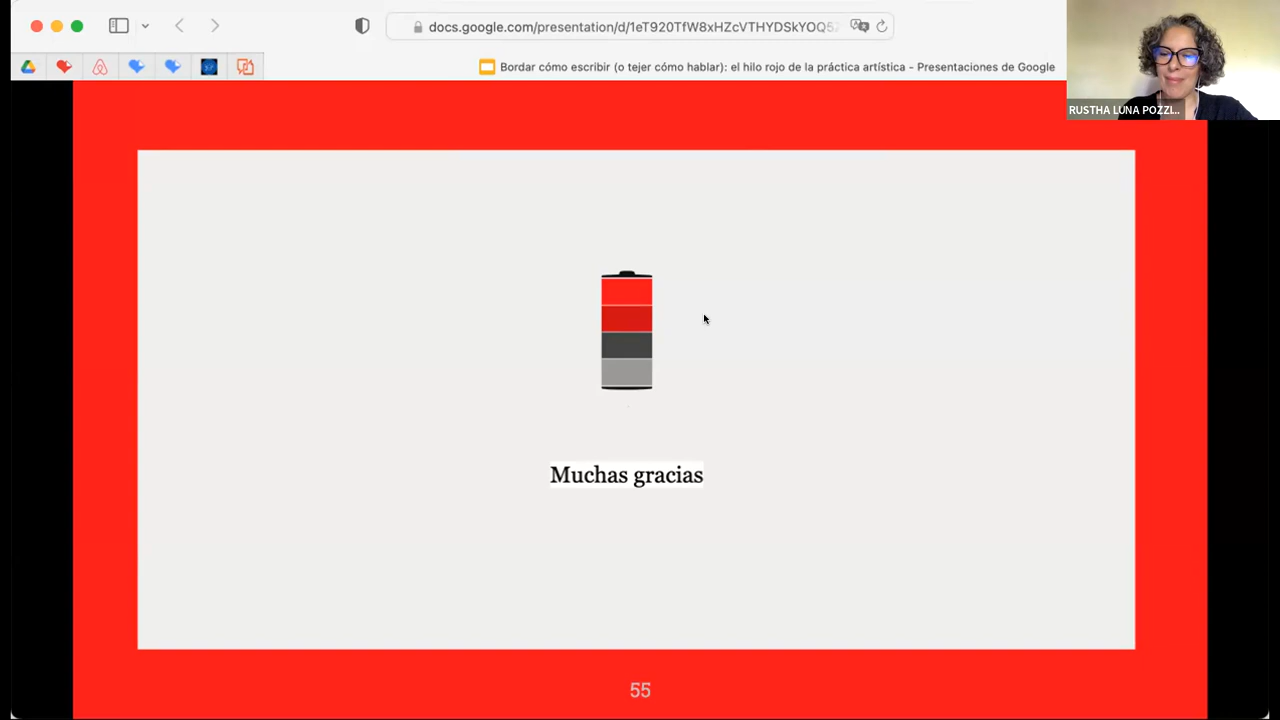 docs.google.com/presentation/d/1eT920TfW8xHZcVTHYDSkYOQ5
Bordar cómo escribir (o tejer cómo hablar): el hilo rojo de la práctica artística - Presentaciones de Google
RUSTHA LUNA POZZI...
Muchas gracias
55